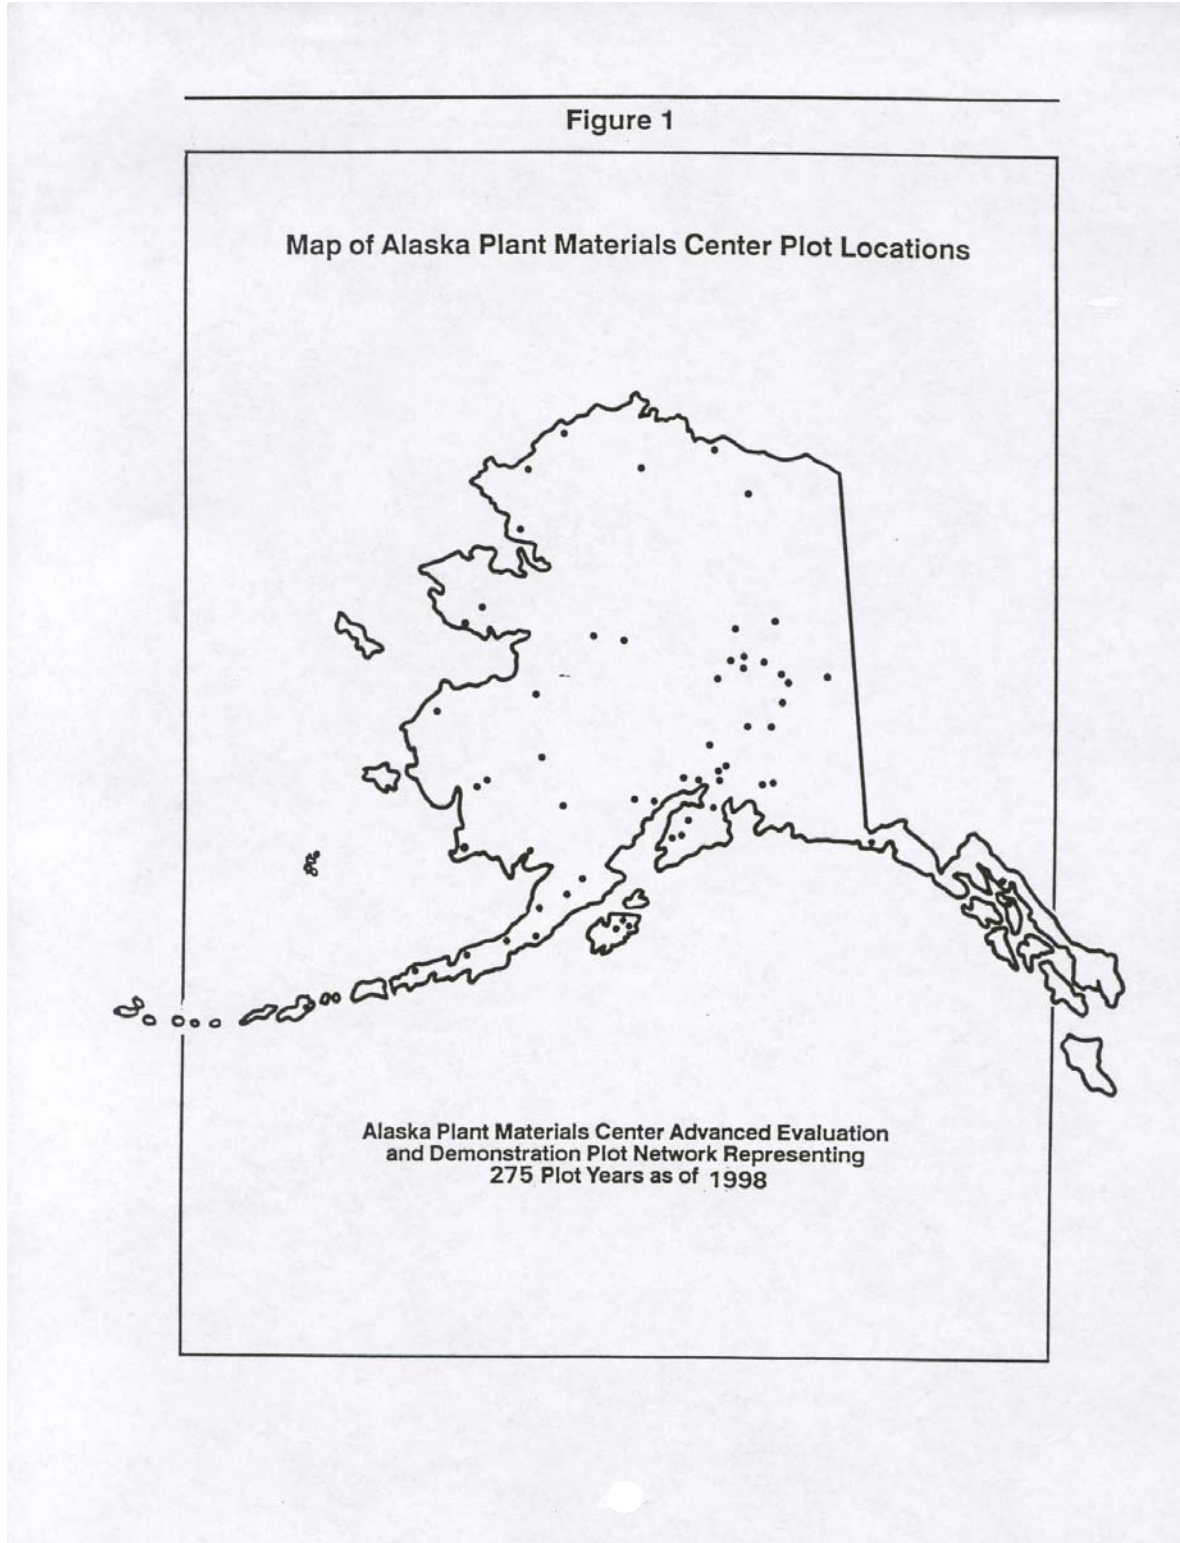 Figure 1
Map of Alaska Plant Materials Center Plot Locations
Alaska Plant Materials Center Advanced Evaluation
and Demonstration Plot Network Representing
275 Plot Years as of 1998